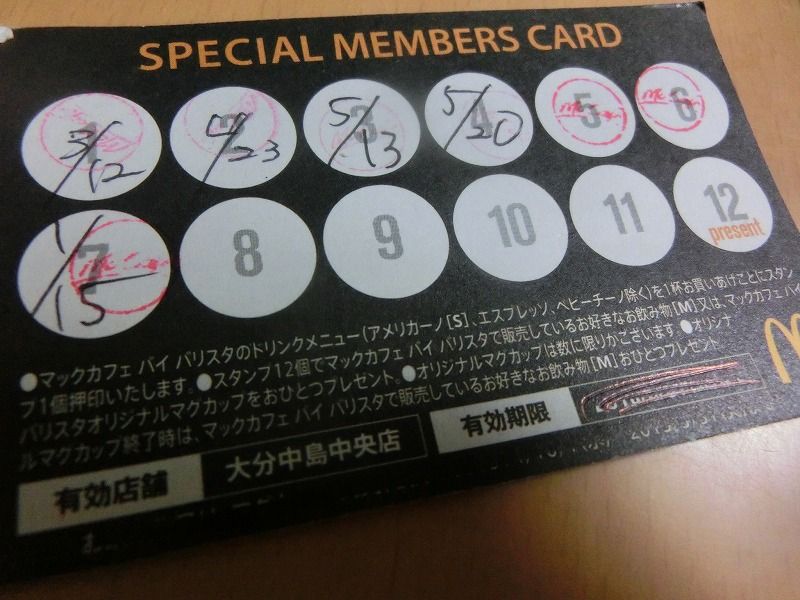 SPECIAL MEMBERS CARD
1 2 3 4 5 6
3/12 4/23 5/13 5/20
7 8 9 10 11 12
1/15 present
●マックカフェ バイ バリスタのドリンクメニュー(アメリカーノ[S]、エスプレッソ、ベビーチーノ除く)を1杯お買いあげごとにスタン
プ1個押印いたします。●スタンプ12個でマックカフェ バイ バリスタで販売しているお好きなお飲み物[M]又は、マックカフェ バイ
バリスタオリジナルマグカップをおひとつプレゼント。●オリジナルマグカップは数に限りがございます。●オリジナ
ルマグカップ終了時は、マックカフェ バイ バリスタで販売しているお好きなお飲み物[M]おひとつプレゼント
有効店舗 大分中島中央店 有効期限